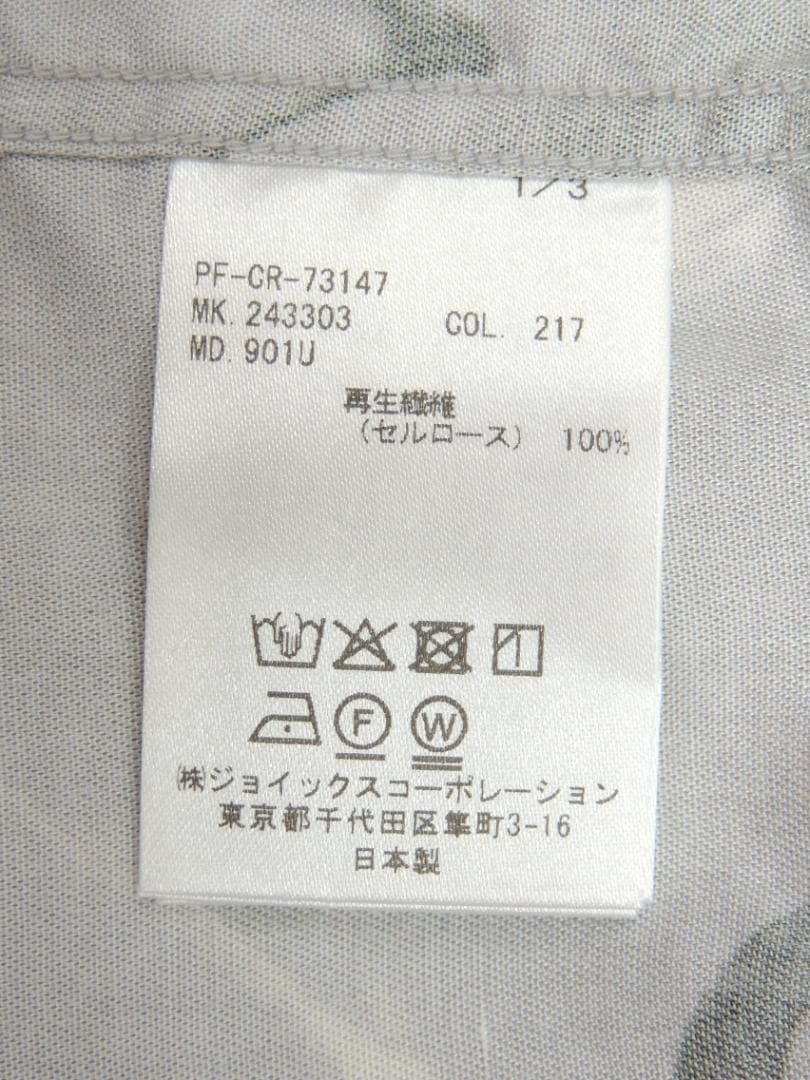 1/3
PF-CR-73147
MK. 243303 COL. 217
MD. 901U
再生繊維
(セルロース) 100%
F W
㈱ジョイックスコーポレーション
東京都千代田区隼町3-16
日本製